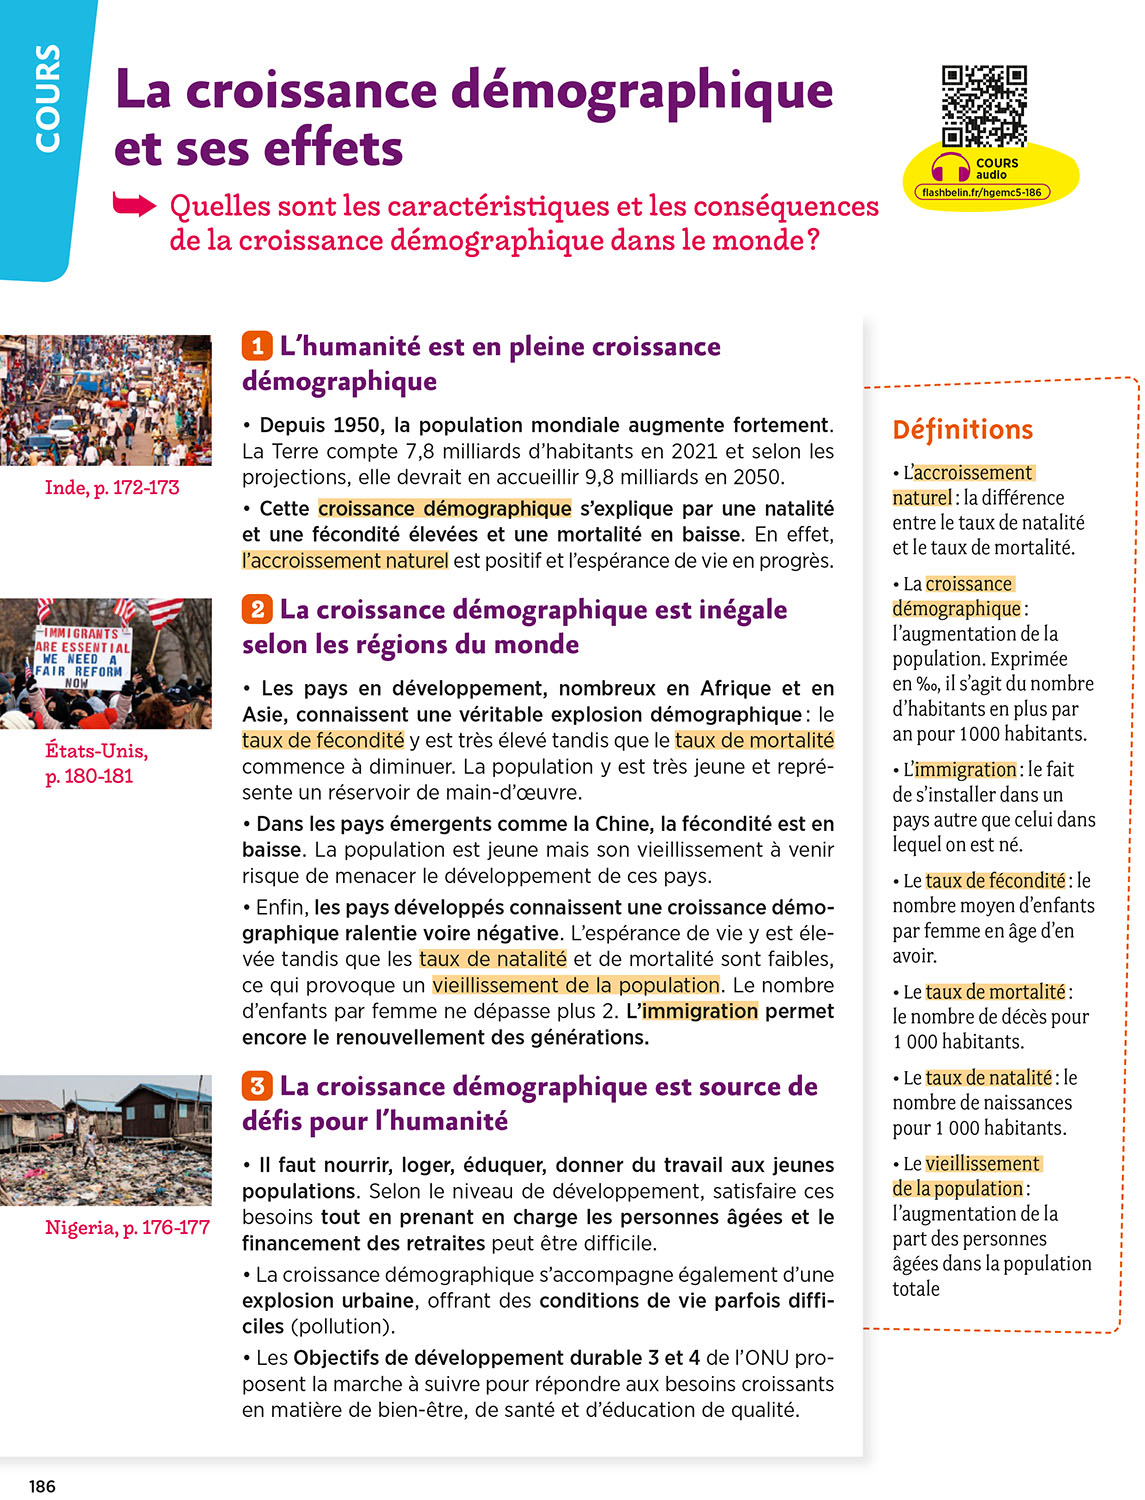 COURS
La croissance démographique
et ses effets
Quelles sont les caractéristiques et les conséquences
de la croissance démographique dans le monde ?
COURS
audio
flashbelin.fr/hgemc5-186
Inde, p. 172-173
1 L'humanité est en pleine croissance
démographique
• Depuis 1950, la population mondiale augmente fortement.
La Terre compte 7,8 milliards d'habitants en 2021 et selon les
projections, elle devrait en accueillir 9,8 milliards en 2050.
• Cette croissance démographique s'explique par une natalité
et une fécondité élevées et une mortalité en baisse. En effet,
l'accroissement naturel est positif et l'espérance de vie en progrès.
IMMIGRANTS
ARE ESSENTIAL
WE NEED A
FAIR REFORM
NOW
États-Unis,
p. 180-181
2 La croissance démographique est inégale
selon les régions du monde
• Les pays en développement, nombreux en Afrique et en
Asie, connaissent une véritable explosion démographique : le
taux de fécondité y est très élevé tandis que le taux de mortalité
commence à diminuer. La population y est très jeune et repré-
sente un réservoir de main-d'œuvre.
• Dans les pays émergents comme la Chine, la fécondité est en
baisse. La population est jeune mais son vieillissement à venir
risque de menacer le développement de ces pays.
• Enfin, les pays développés connaissent une croissance démo-
graphique ralentie voire négative. L'espérance de vie y est éle-
vée tandis que les taux de natalité et de mortalité sont faibles,
ce qui provoque un vieillissement de la population. Le nombre
d'enfants par femme ne dépasse plus 2. L'immigration permet
encore le renouvellement des générations.
Nigeria, p. 176-177
3 La croissance démographique est source de
défis pour l'humanité
• Il faut nourrir, loger, éduquer, donner du travail aux jeunes
populations. Selon le niveau de développement, satisfaire ces
besoins tout en prenant en charge les personnes âgées et le
financement des retraites peut être difficile.
• La croissance démographique s'accompagne également d'une
explosion urbaine, offrant des conditions de vie parfois diffi-
ciles (pollution).
• Les Objectifs de développement durable 3 et 4 de l'ONU pro-
posent la marche à suivre pour répondre aux besoins croissants
en matière de bien-être, de santé et d'éducation de qualité.
Définitions
• L'accroissement
naturel : la différence
entre le taux de natalité
et le taux de mortalité.
• La croissance
démographique :
l'augmentation de la
population. Exprimée
en ‰, il s'agit du nombre
d'habitants en plus par
an pour 1000 habitants.
• L'immigration : le fait
de s'installer dans un
pays autre que celui dans
lequel on est né.
• Le taux de fécondité : le
nombre moyen d'enfants
par femme en âge d'en
avoir.
• Le taux de mortalité :
le nombre de décès pour
1 000 habitants.
• Le taux de natalité : le
nombre de naissances
pour 1 000 habitants.
• Le vieillissement
de la population :
l'augmentation de la
part des personnes
âgées dans la population
totale
186